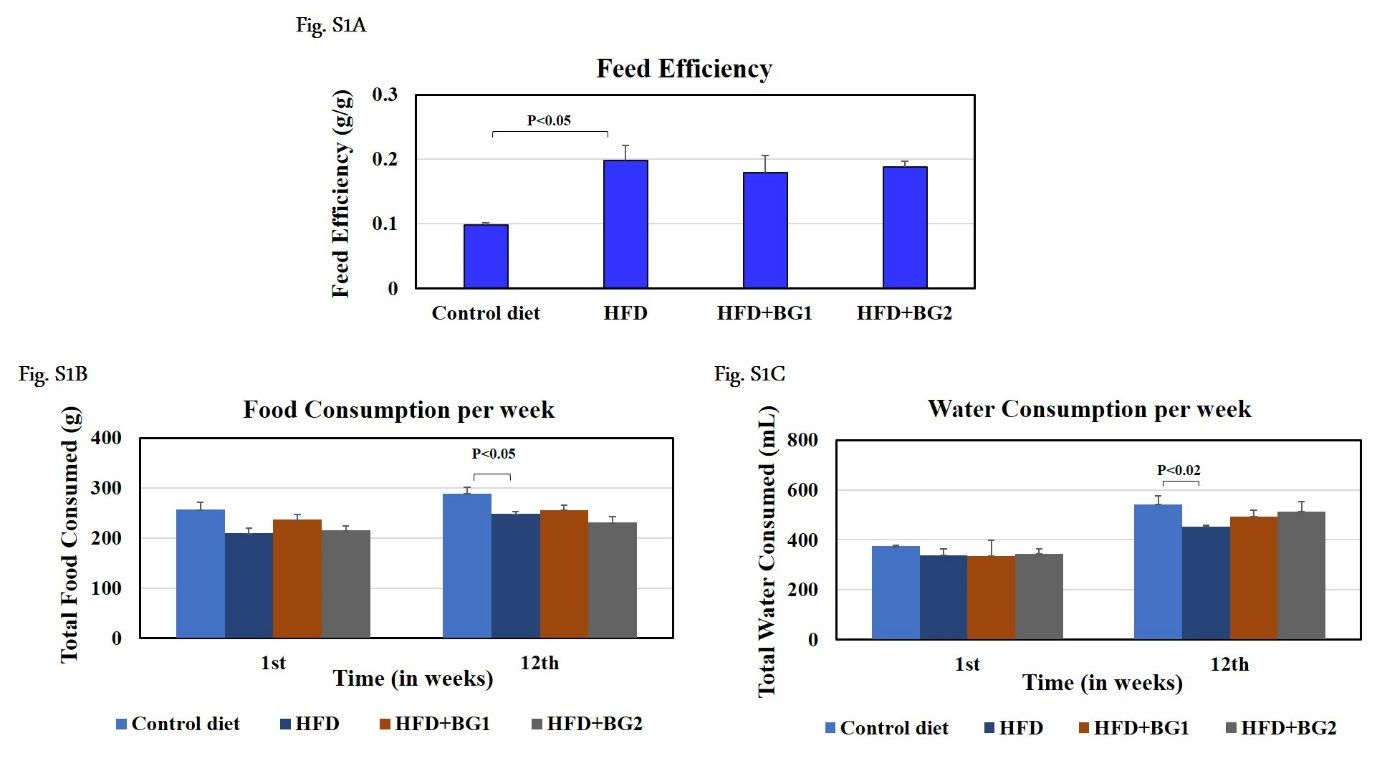 Fig. S1A
Feed Efficiency
Feed Efficiency (g/g)
0.3
0.2
0.1
0
P<0.05
Control diet HFD HFD+BG1 HFD+BG2
Fig. S1B
Food Consumption per week
Total Food Consumed (g)
400
300
200
100
0
P<0.05
1st 12th
Time (in weeks)
Control diet HFD HFD+BG1 HFD+BG2
Fig. S1C
Water Consumption per week
Total Water Consumed (mL)
800
600
400
200
0
P<0.02
1st 12th
Time (in weeks)
Control diet HFD HFD+BG1 HFD+BG2